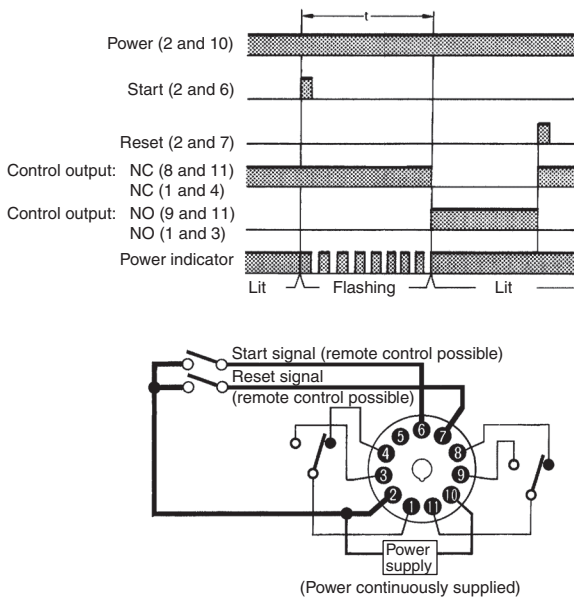 t
Power (2 and 10)
Start (2 and 6)
Reset (2 and 7)
Control output: NC (8 and 11)
NC (1 and 4)
Control output: NO (9 and 11)
NO (1 and 3)
Power indicator
Lit
Flashing
Lit
Start signal (remote control possible)
Reset signal
(remote control possible)
6
5
7
4
8
3
9
2
10
1
11
Power
supply
(Power continuously supplied)